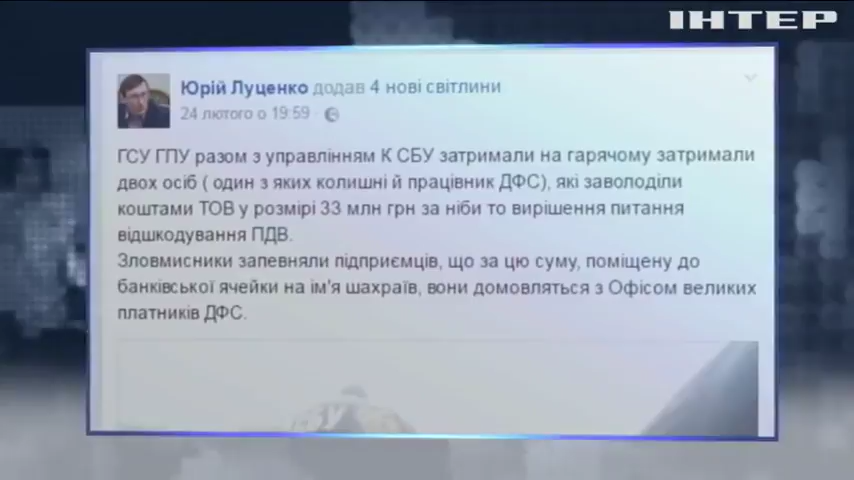 ІНТЕР
Юрій Луценко додав 4 нові світлини
24 лютого о 19:59 ·
ГСУ ГПУ разом з управлінням К СБУ затримали на гарячому затримали
двох осіб ( один з яких колишні й працівник ДФС), які заволоділи
коштами ТОВ у розмірі 33 млн грн за ніби то вирішення питання
відшкодування ПДВ.
Зловмисники запевняли підприємців, що за цю суму, поміщену до
банківської ячейки на ім'я шахраїв, вони домовляться з Офісом великих
платників ДФС.